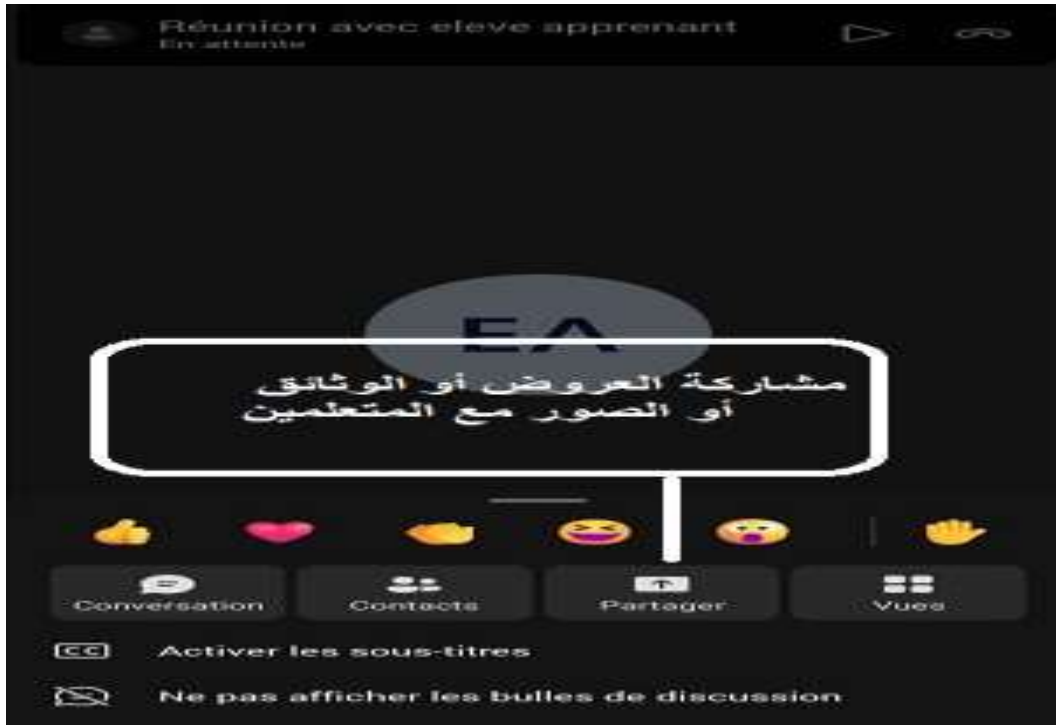 Réunion avec eleve apprenant
En attente
EA
مشاركة العروض أو الوثائق
أو الصور مع المتعلمين
Conversation
Contacts
Partager
Vues
CC
Activer les sous-titres
Ne pas afficher les bulles de discussion